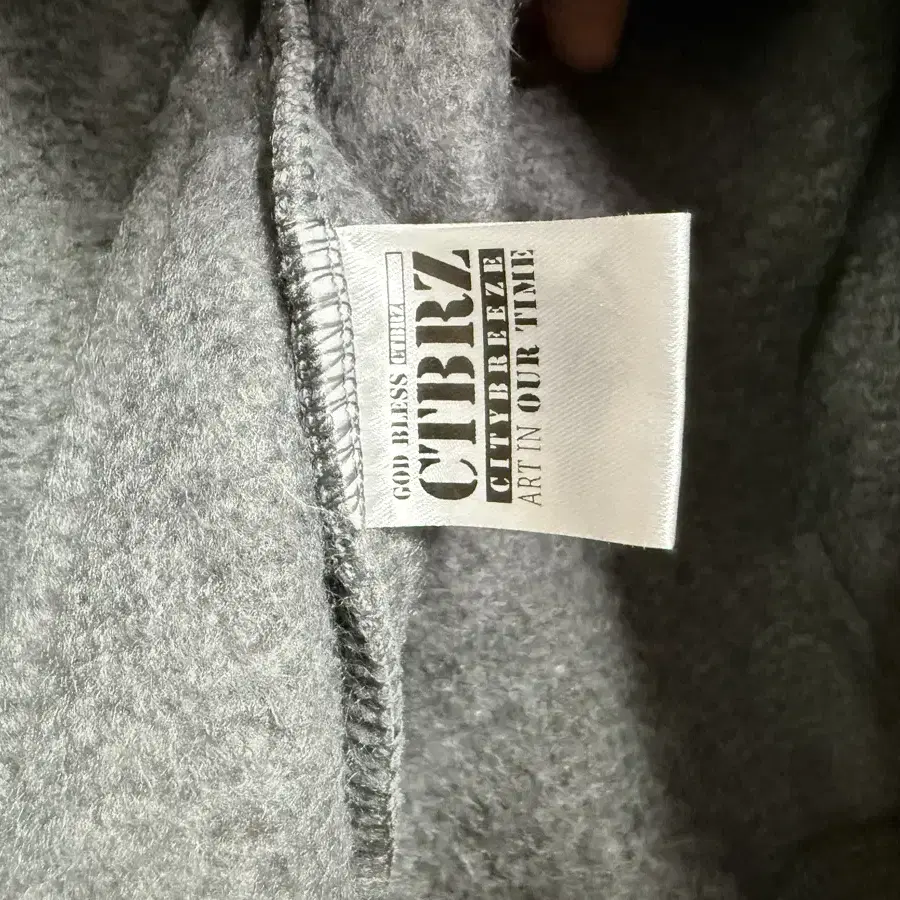 GOD BLESS CTBRZ
CTBRZ
CITYBREEZE
ART IN OUR TIME